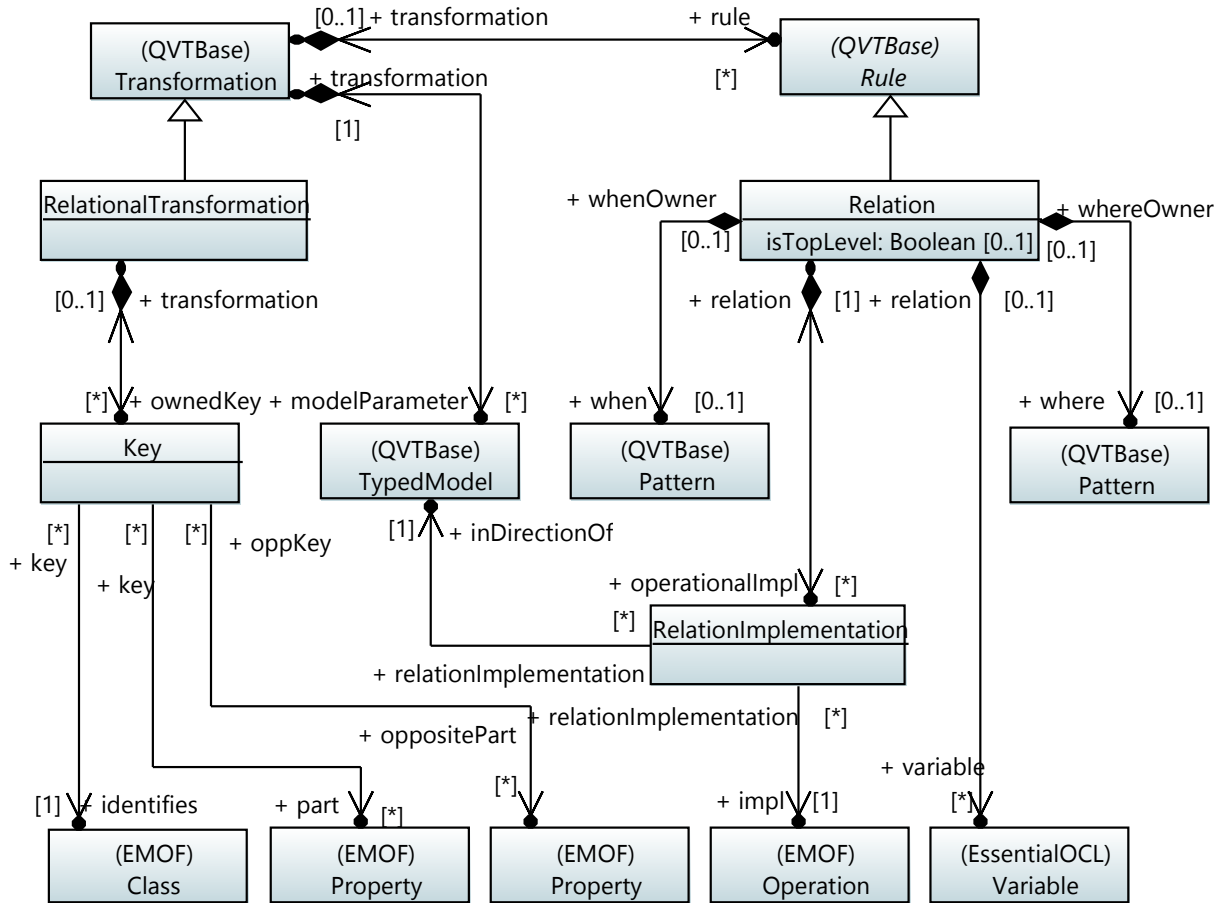 [0..1]
+ transformation
+ rule
(QVTBase)
Transformation
(QVTBase)
Rule
+ transformation
[*]
[1]
RelationalTransformation
+ whenOwner
Relation
+ whereOwner
[0..1]
isTopLevel: Boolean [0..1]
[0..1]
[0..1]
+ transformation
+ relation
[1]
+ relation
[0..1]
[*]
+ ownedKey
+ modelParameter
[*]
+ when
[0..1]
+ where
[0..1]
Key
(QVTBase)
TypedModel
(QVTBase)
Pattern
(QVTBase)
Pattern
[*]
[*]
[*]
+ oppKey
[1]
+ inDirectionOf
+ key
+ key
+ operationalImpl
[*]
[*]
RelationImplementation
+ relationImplementation
+ relationImplementation
[*]
+ oppositePart
+ variable
[1]
+ identifies
+ part
[*]
[*]
+ impl
[1]
[*]
(EMOF)
Class
(EMOF)
Property
(EMOF)
Property
(EMOF)
Operation
(EssentialOCL)
Variable